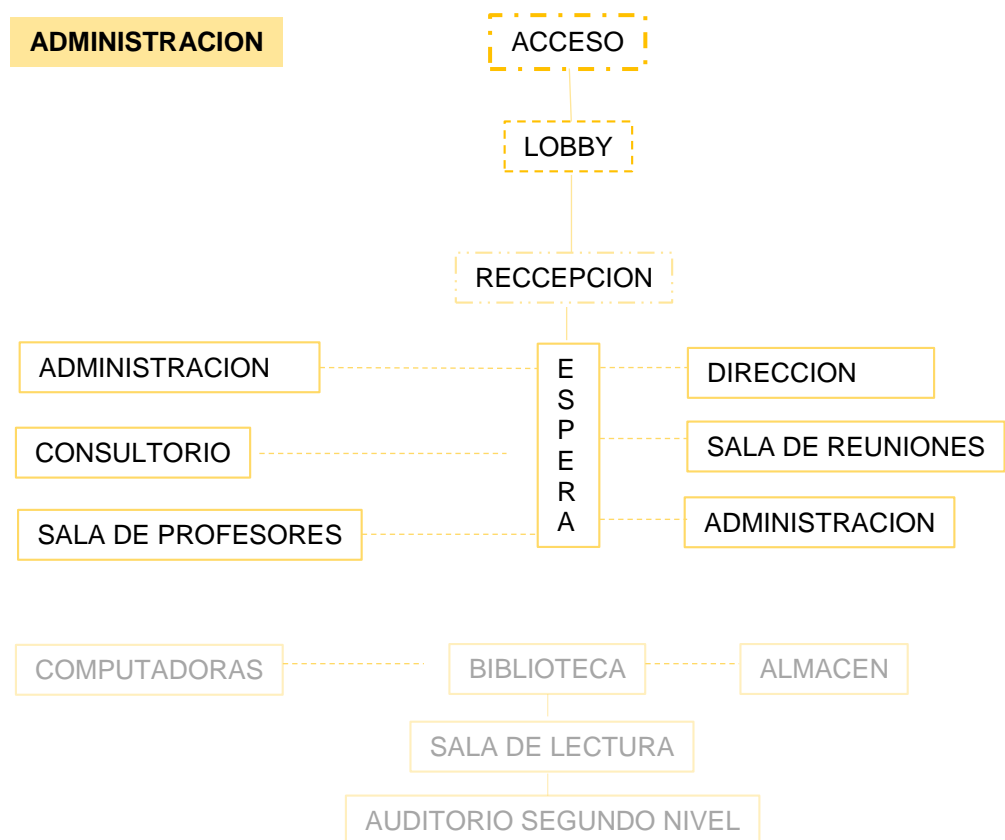 ADMINISTRACION
ACCESO
LOBBY
RECCEPCION
ADMINISTRACION
E
S
P
E
R
A
DIRECCION
CONSULTORIO
SALA DE REUNIONES
SALA DE PROFESORES
ADMINISTRACION
COMPUTADORAS
BIBLIOTECA
ALMACEN
SALA DE LECTURA
AUDITORIO SEGUNDO NIVEL